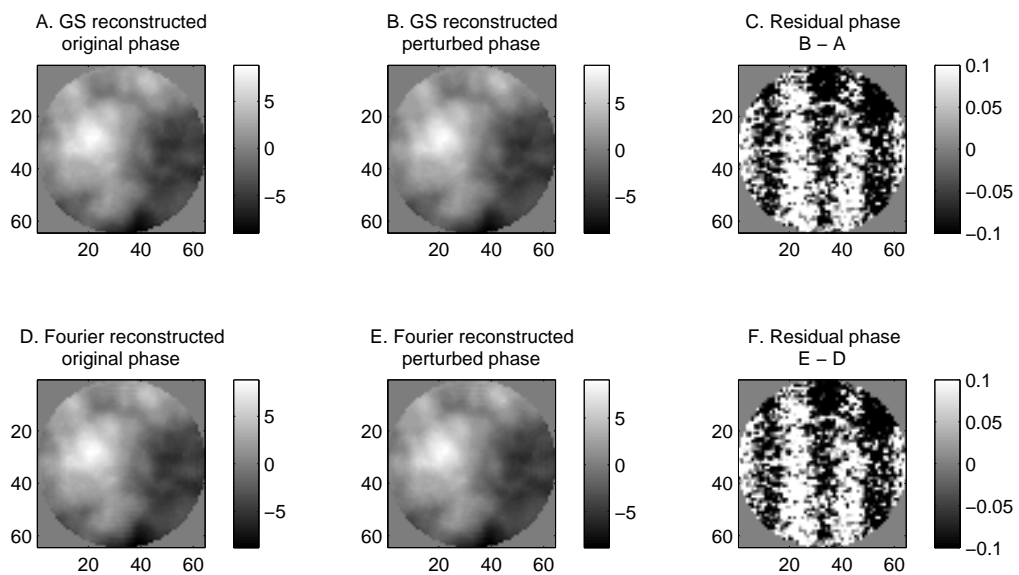 A. GS reconstructed
original phase
B. GS reconstructed
perturbed phase
C. Residual phase
B − A
20
40
60
20 40 60
5
0
−5
20
40
60
20 40 60
5
0
−5
20
40
60
20 40 60
0.1
0.05
0
−0.05
−0.1
D. Fourier reconstructed
original phase
E. Fourier reconstructed
perturbed phase
F. Residual phase
E − D
20
40
60
20 40 60
5
0
−5
20
40
60
20 40 60
5
0
−5
20
40
60
20 40 60
0.1
0.05
0
−0.05
−0.1